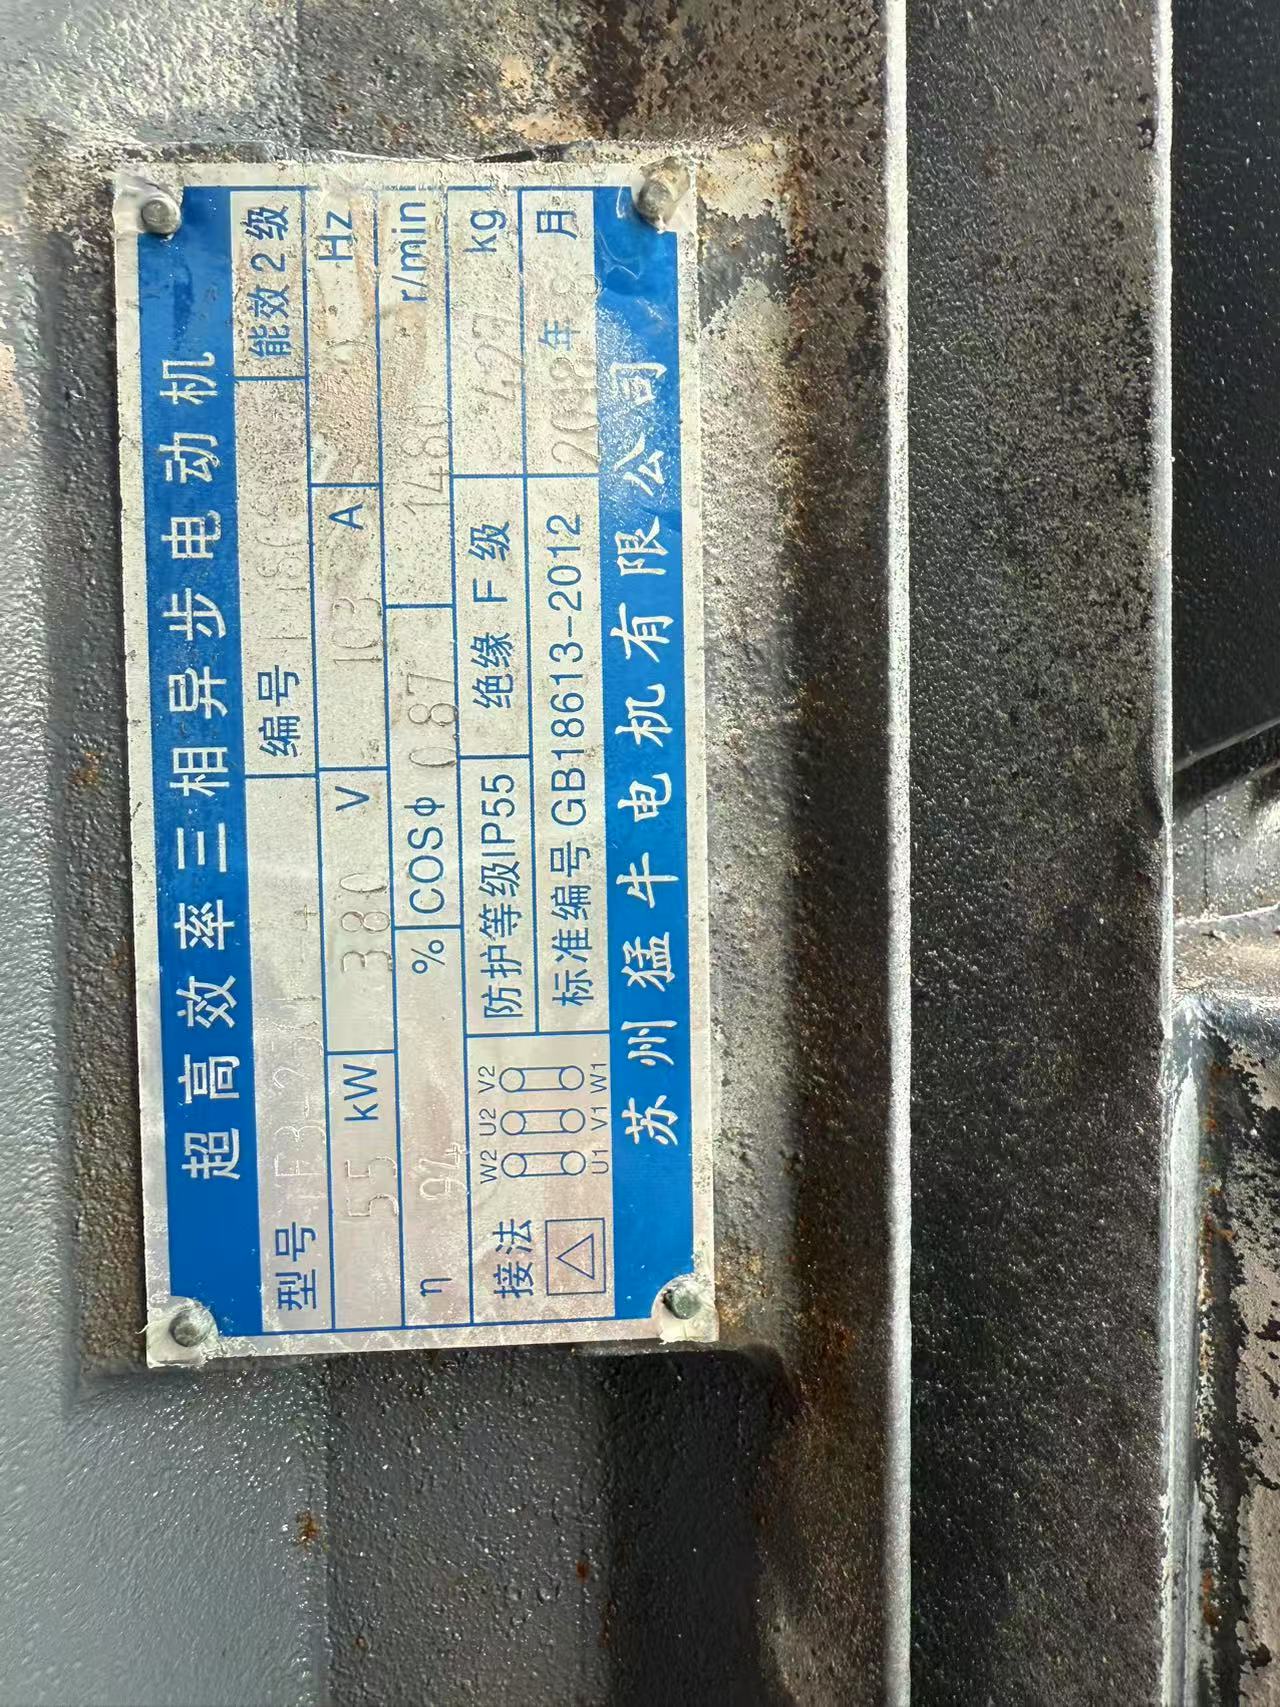 超高效率三相异步电动机
型号 编号 能效2级
55 kW 380 V 103 A Hz
η % COSφ 0.87 1480 r/min
接法 △ W2 U2 V2 防护等级IP55 绝缘 F 级 427 kg
U1 V1 W1 标准编号 GB18613-2012 年 月
苏州猛牛电机有限公司